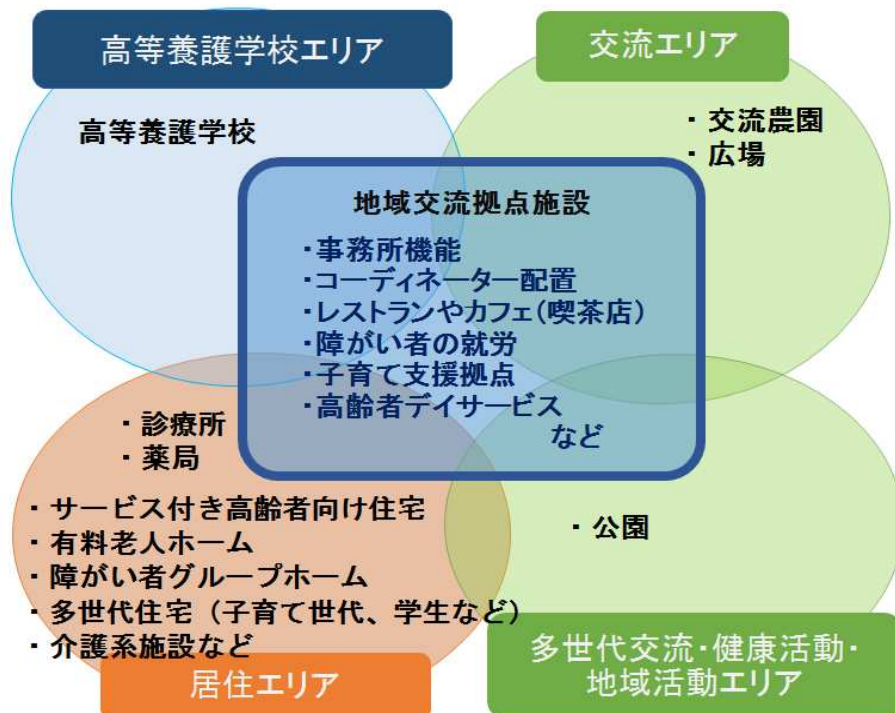 高等養護学校エリア
高等養護学校
交流エリア
・交流農園
・広場
地域交流拠点施設
・事務所機能
・コーディネーター配置
・レストランやカフェ(喫茶店)
・障がい者の就労
・子育て支援拠点
・高齢者デイサービス
など
・診療所
・薬局
・サービス付き高齢者向け住宅
・有料老人ホーム
・障がい者グループホーム
・多世代住宅（子育て世代、学生など）
・介護系施設など
居住エリア
・公園
多世代交流・健康活動・
地域活動エリア